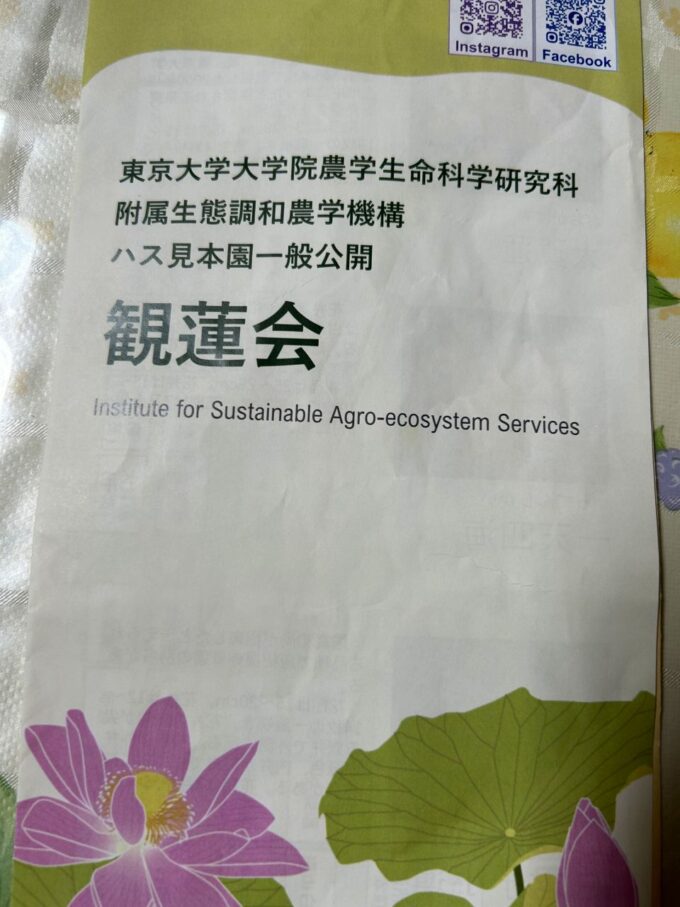 Instagram
Facebook
東京大学大学院農学生命科学研究科
附属生態調和農学機構
ハス見本園一般公開
観蓮会
Institute for Sustainable Agro-ecosystem Services